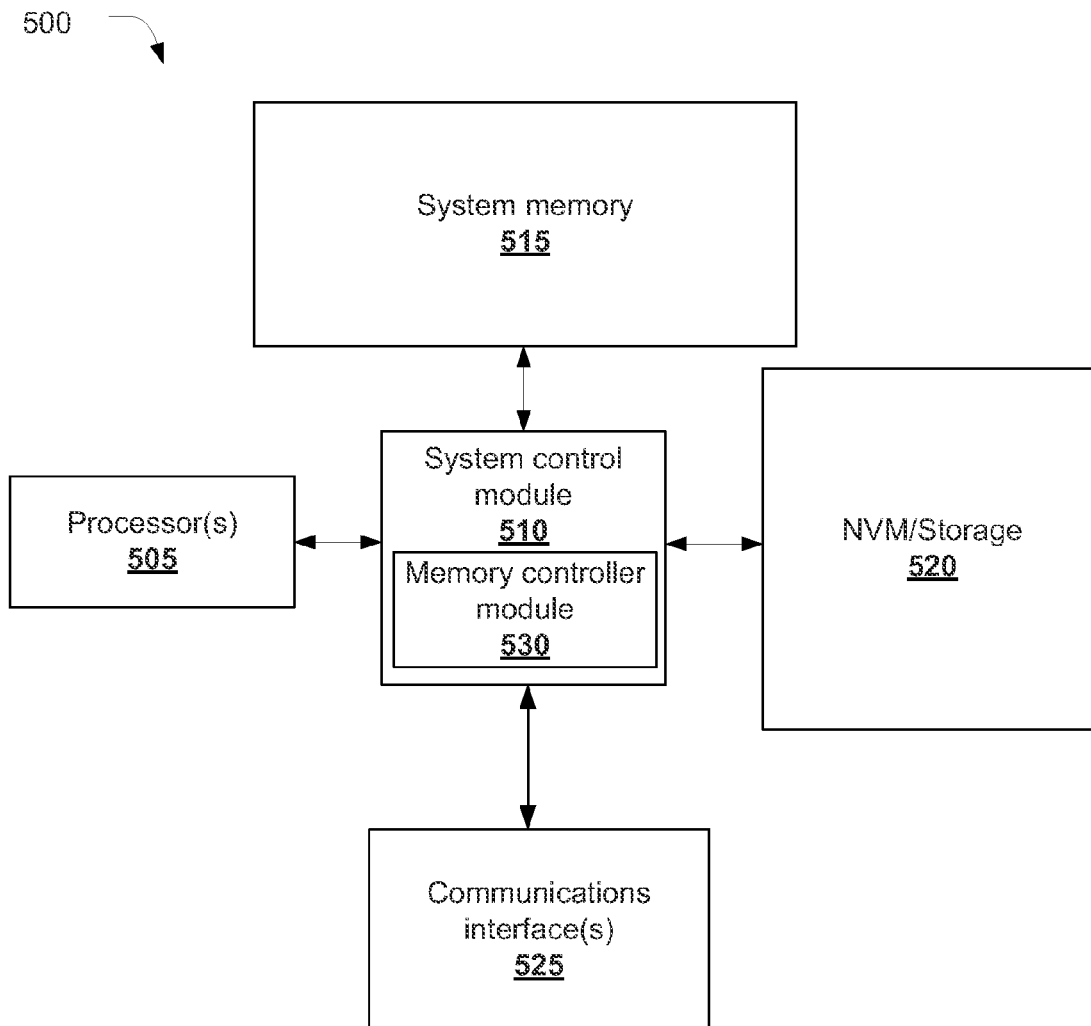 500
System memory
515
System control
module
510
Processor(s)
505
Memory controller
module
530
NVM/Storage
520
Communications
interface(s)
525